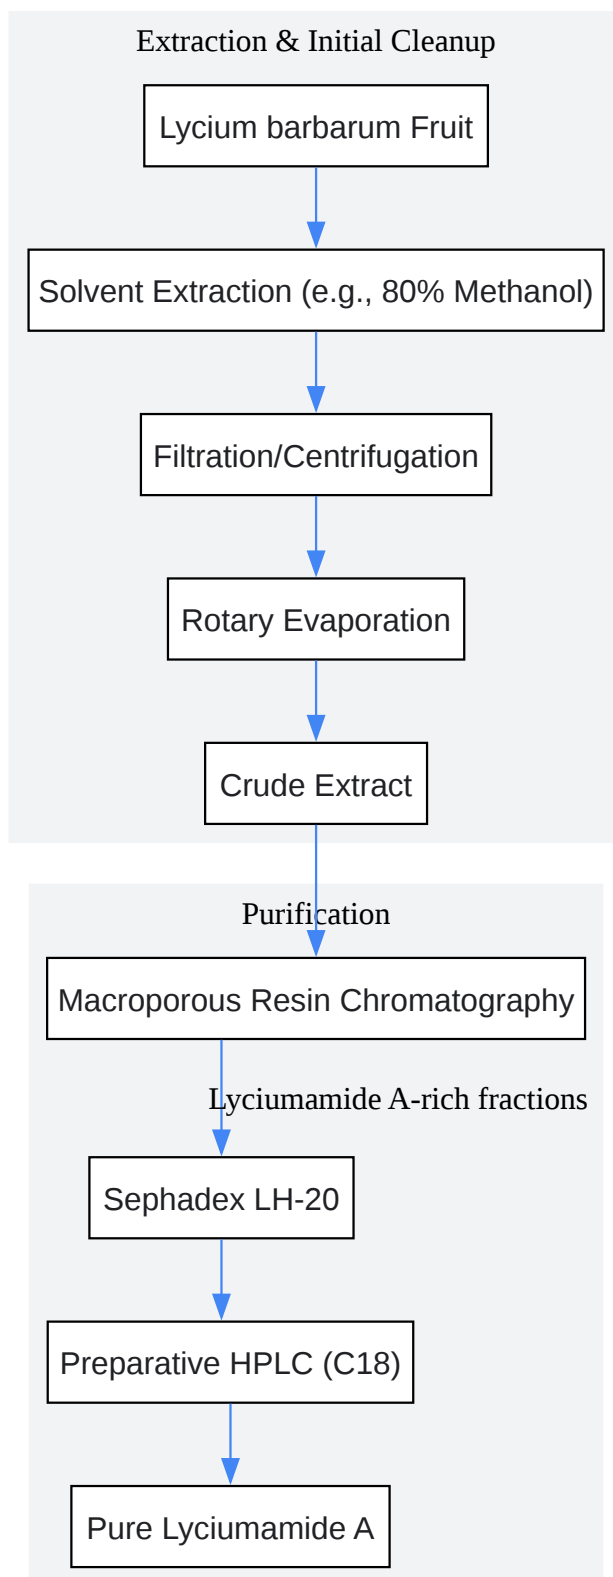 Extraction & Initial Cleanup
Lycium barbarum Fruit
Solvent Extraction (e.g., 80% Methanol)
Filtration/Centrifugation
Rotary Evaporation
Crude Extract
Purification
Macroporous Resin Chromatography
Lyciumamide A-rich fractions
Sephadex LH-20
Preparative HPLC (C18)
Pure Lyciumamide A